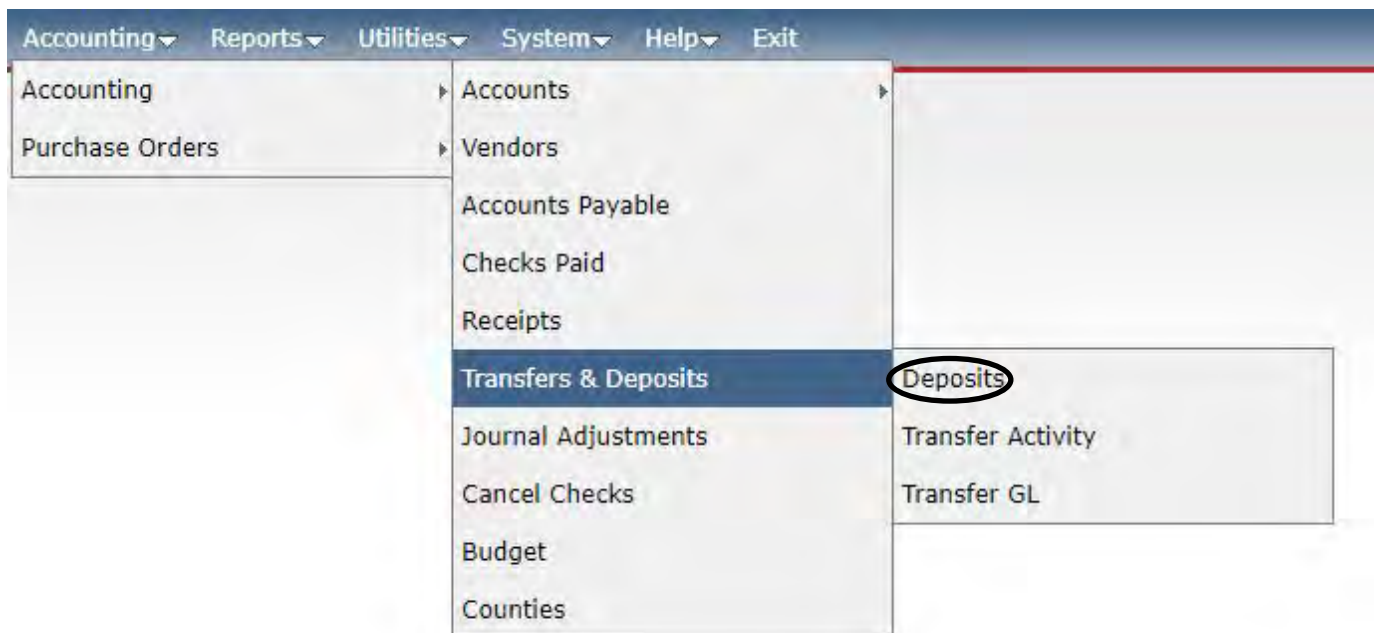 Accounting Reports Utilities System Help Exit
Accounting
Purchase Orders
Accounts
Vendors
Accounts Payable
Checks Paid
Receipts
Transfers & Deposits
Journal Adjustments
Cancel Checks
Budget
Counties
Deposits
Transfer Activity
Transfer GL